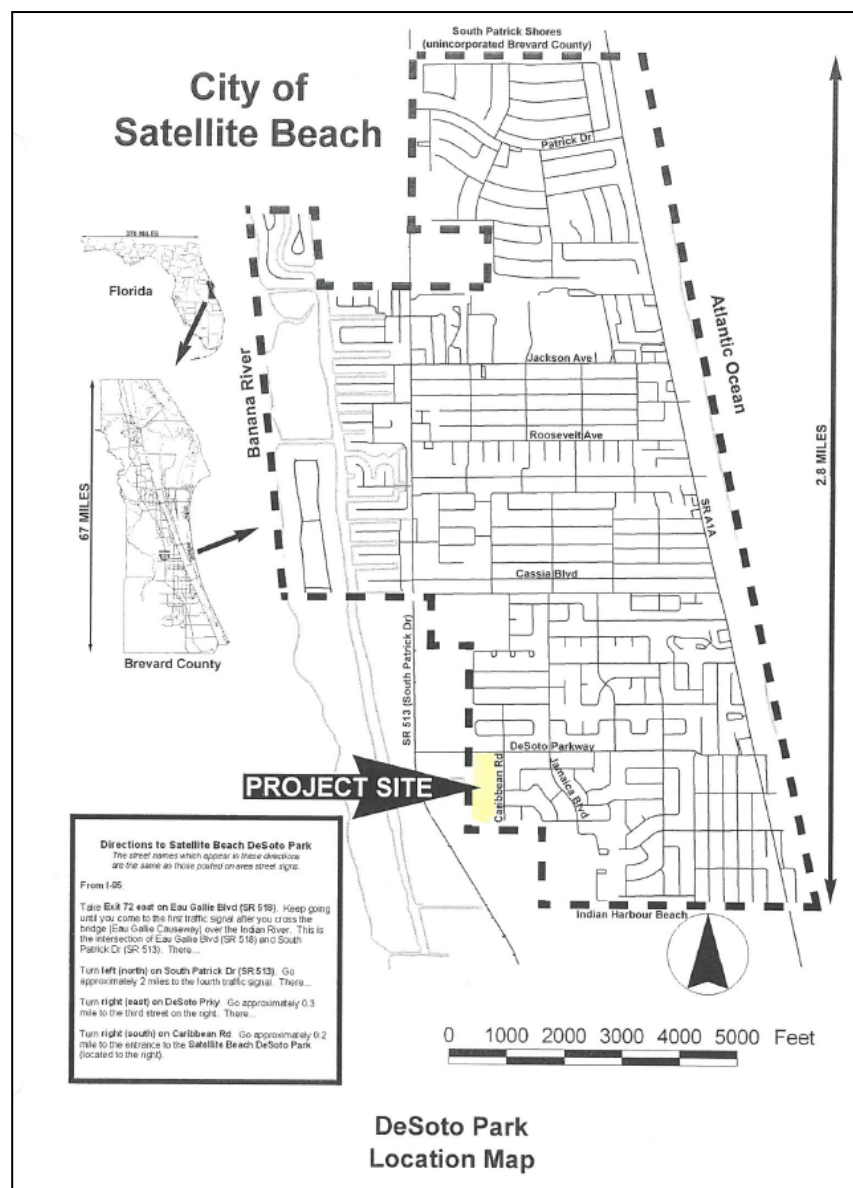 South Patrick Shores
(unincorporated Brevard County)
City of
Satellite Beach
Patrick Dr
370 MILES
Florida
Banana River
Atlantic Ocean
Jackson Ave
Roosevelt Ave
2.8 MILES
67 MILES
SR A1A
Cassia Blvd
Brevard County
SR 513 (South Patrick Dr)
DeSoto Parkway
PROJECT SITE
Caribbean Rd
Jamaica Blvd
Directions to Satellite Beach DeSoto Park
The street names which appear in these directions
are the same as those posted on area street signs.
From I-95
Take Exit 72 east on Eau Gallie Blvd (SR 518). Keep going
until you come to the first traffic signal after you cross the
bridge (Eau Gallie Causeway) over the Indian River. This is
the intersection of Eau Gallie Blvd (SR 518) and South
Patrick Dr (SR 513). There...
Turn left (north) on South Patrick Dr (SR 513). Go
approximately 2 miles to the fourth traffic signal. There...
Turn right (east) on DeSoto Prky. Go approximately 0.3
mile to the third street on the right. There...
Turn right (south) on Caribbean Rd. Go approximately 0.2
mile to the entrance to the Satellite Beach DeSoto Park
(located to the right).
Indian Harbour Beach
0 1000 2000 3000 4000 5000 Feet
DeSoto Park
Location Map